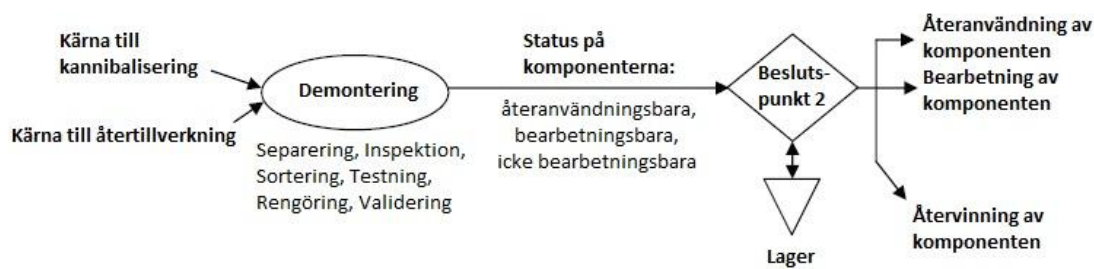 Kärna till
kannibalisering
Kärna till återtillverkning
Demontering
Separering, Inspektion,
Sortering, Testning,
Rengöring, Validering
Status på
komponenterna:
återanvändningsbara,
bearbetningsbara,
icke bearbetningsbara
Besluts-
punkt 2
Lager
Återanvändning av
komponenten
Bearbetning av
komponenten
Återvinning av
komponenten